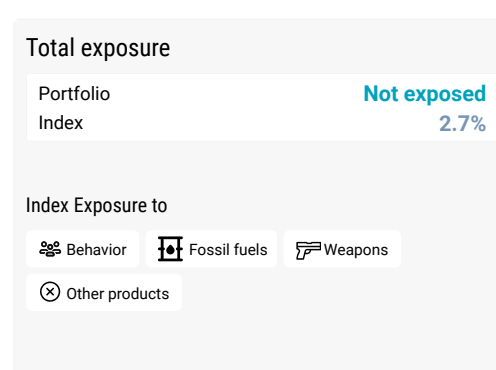 Total exposure
Portfolio Not exposed
Index 2.7%
Index Exposure to
Behavior Fossil fuels Weapons
Other products